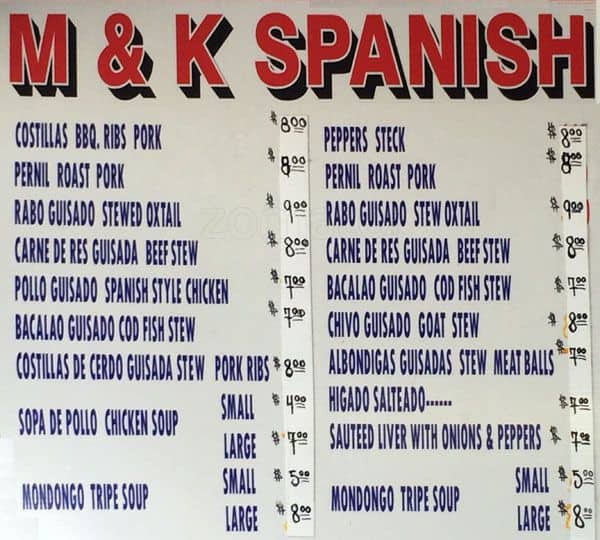 M & K SPANISH
COSTILLAS BBQ. RIBS PORK $8.00
PERNIL ROAST PORK $8.00
RABO GUISADO STEWED OXTAIL $9.00
CARNE DE RES GUISADA BEEF STEW $8.00
POLLO GUISADO SPANISH STYLE CHICKEN $7.00
BACALAO GUISADO COD FISH STEW $7.00
COSTILLAS DE CERDO GUISADA STEW PORK RIBS $8.00
SOPA DE POLLO CHICKEN SOUP
SMALL $4.00
LARGE $7.00
MONDONGO TRIPE SOUP
SMALL $5.00
LARGE $8.00
PEPPERS STECK $8.00
PERNIL ROAST PORK $8.00
RABO GUISADO STEW OXTAIL $9.00
CARNE DE RES GUISADA BEEF STEW $8.00
BACALAO GUISADO COD FISH STEW $7.00
CHIVO GUISADO GOAT STEW $8.00
ALBONDIGAS GUISADAS STEW MEAT BALLS $7.00
HIGADO SALTEADO------ $7.00
SAUTEED LIVER WITH ONIONS & PEPPERS $7.00
MONDONGO TRIPE SOUP
SMALL $5.00
LARGE $8.00